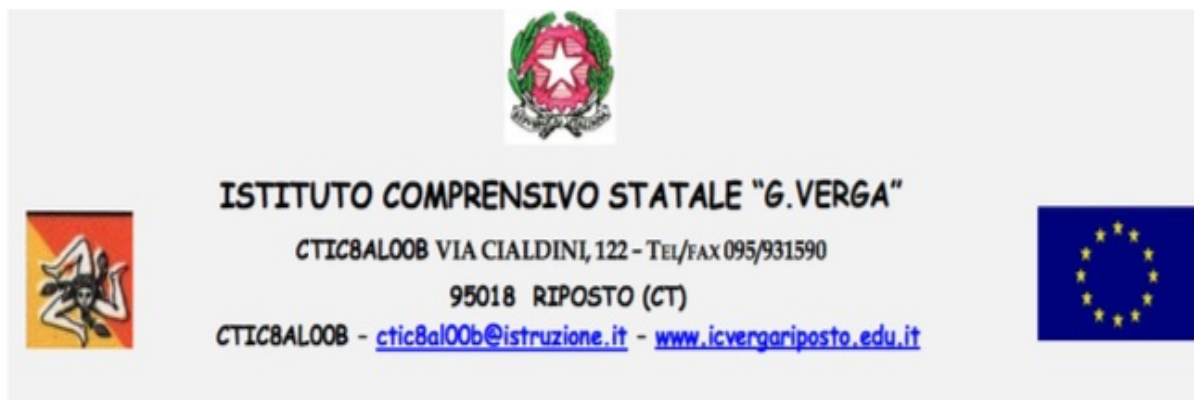 ISTITUTO COMPRENSIVO STATALE “G.VERGA”
CTIC8AL00B VIA CIALDINI, 122 – TEL/FAX 095/931590
95018 RIPOSTO (CT)
CTIC8AL00B – ctic8al00b@istruzione.it – www.icvergariposto.edu.it